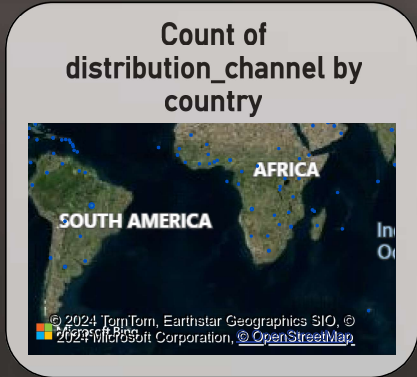 Count of
distribution_channel by
country
AFRICA
SOUTH AMERICA
In
O
© 2024 TomTom, Earthstar Geographics SIO, ©
Microsoft Bing
2024 Microsoft Corporation, © OpenStreetMap